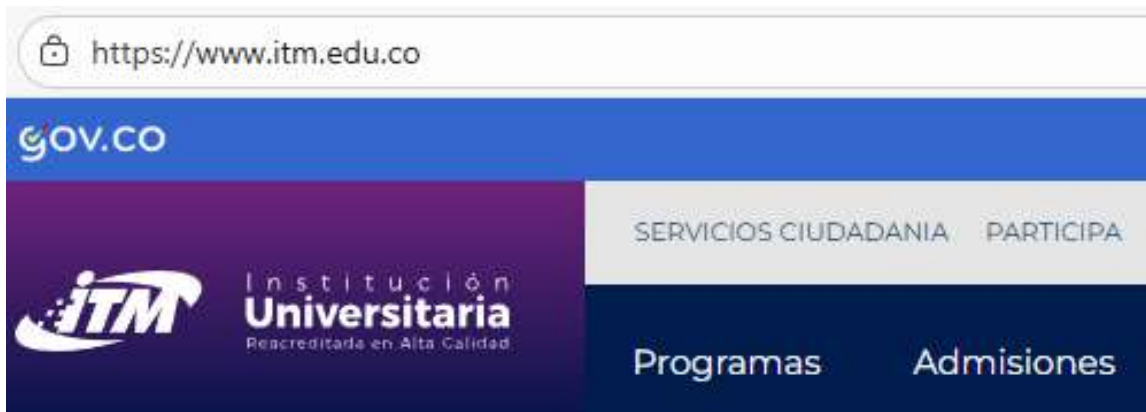 https://www.itm.edu.co
gov.co
SERVICIOS CIUDADANIA PARTICIPA
iTM
Institución
Universitaria
Reacreditada en Alta Calidad
Programas Admisiones